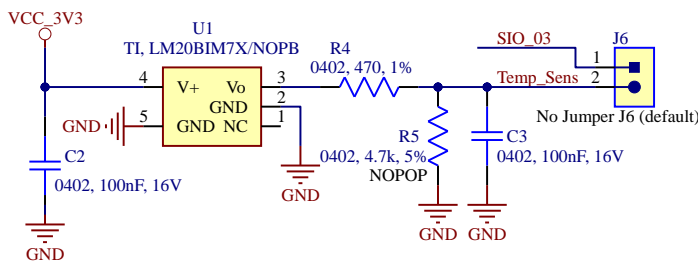 VCC_3V3
U1
TI, LM20BIM7X/NOPB
4 V+ Vo 3
GND 2
5 GND NC 1
GND
C2
0402, 100nF, 16V
GND
GND
R4
0402, 470, 1%
R5
0402, 4.7k, 5%
NOPOP
GND
C3
0402, 100nF, 16V
GND
SIO_03
Temp_Sens
J6
1
2
No Jumper J6 (default)